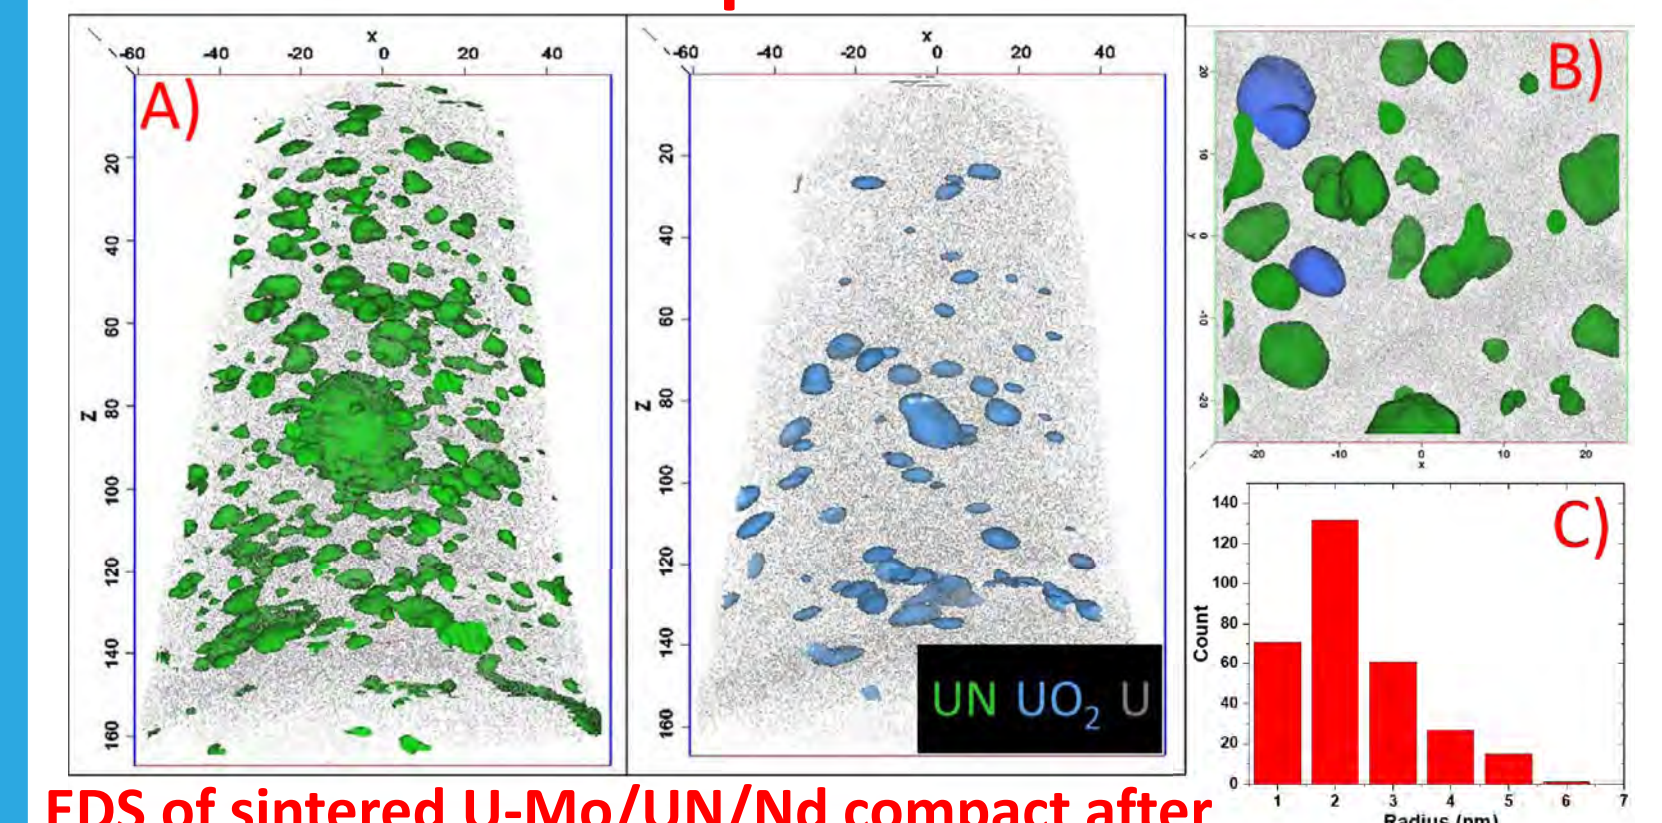 x
-60 -40 -20 0 20 40
A)
Z
20
40
60
80
100
120
140
160
x
-60 -40 -20 0 20 40
Z
20
40
60
80
100
120
140
160
UN UO₂ U
B)
20
10
y 0
-10
-20
-20 -10 0 10 20
x
C)
Count
140
120
100
80
60
40
20
0
1 2 3 4 5 6 7
Radius (nm)
EDS of sintered U-Mo/UN/Nd compact after